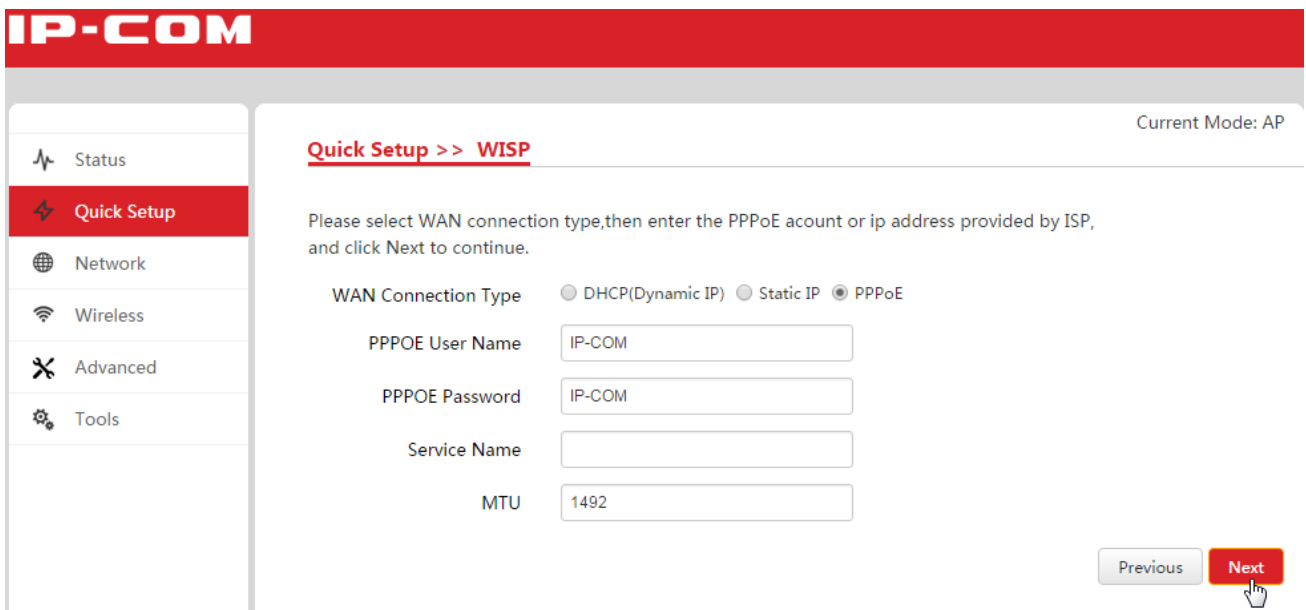 IP-COM
Current Mode: AP
Status
Quick Setup
Network
Wireless
Advanced
Tools
Quick Setup >> WISP
Please select WAN connection type,then enter the PPPoE acount or ip address provided by ISP,
and click Next to continue.
WAN Connection Type DHCP(Dynamic IP) Static IP PPPoE
PPPOE User Name IP-COM
PPPOE Password IP-COM
Service Name
MTU 1492
Previous Next